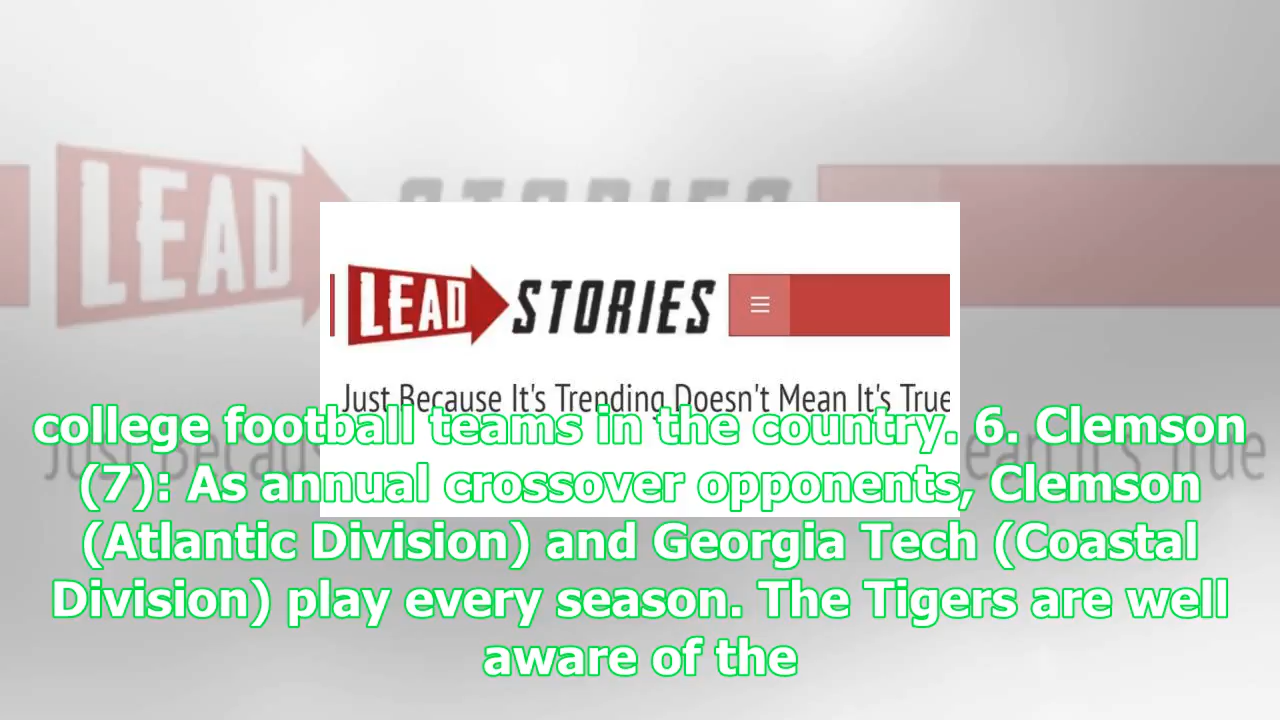 LEAD STORIES
Just Because It's Trending Doesn't Mean It's True
college football teams in the country. 6. Clemson
(7): As annual crossover opponents, Clemson
(Atlantic Division) and Georgia Tech (Coastal
Division) play every season. The Tigers are well
aware of the